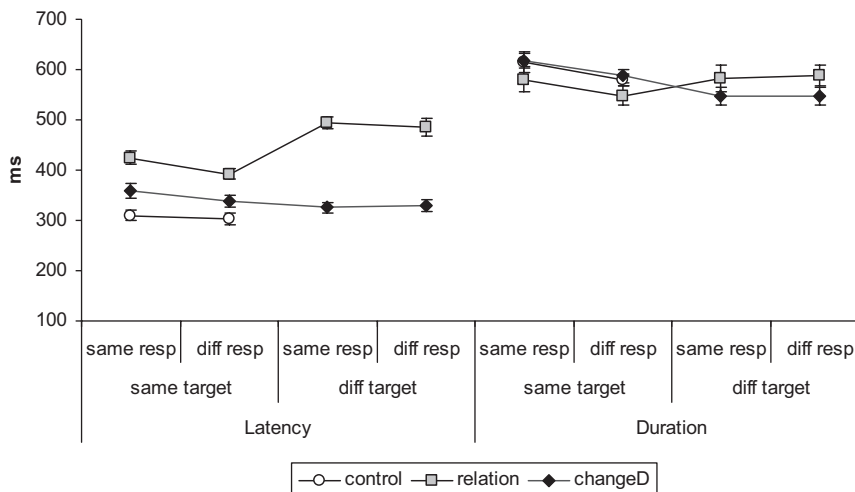 700
600
500
400
300
200
100
ms
same resp diff resp same resp diff resp same resp diff resp same resp diff resp
same target diff target same target diff target
Latency Duration
control relation changeD